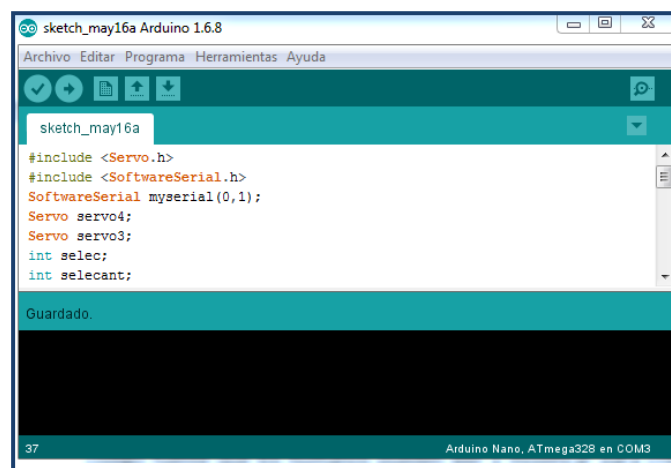 sketch_may16a Arduino 1.6.8
Archivo Editar Programa Herramientas Ayuda
sketch_may16a
#include <Servo.h>
#include <SoftwareSerial.h>
SoftwareSerial myserial(0,1);
Servo servo4;
Servo servo3;
int selec;
int selecant;
Guardado.
37 Arduino Nano, ATmega328 en COM3